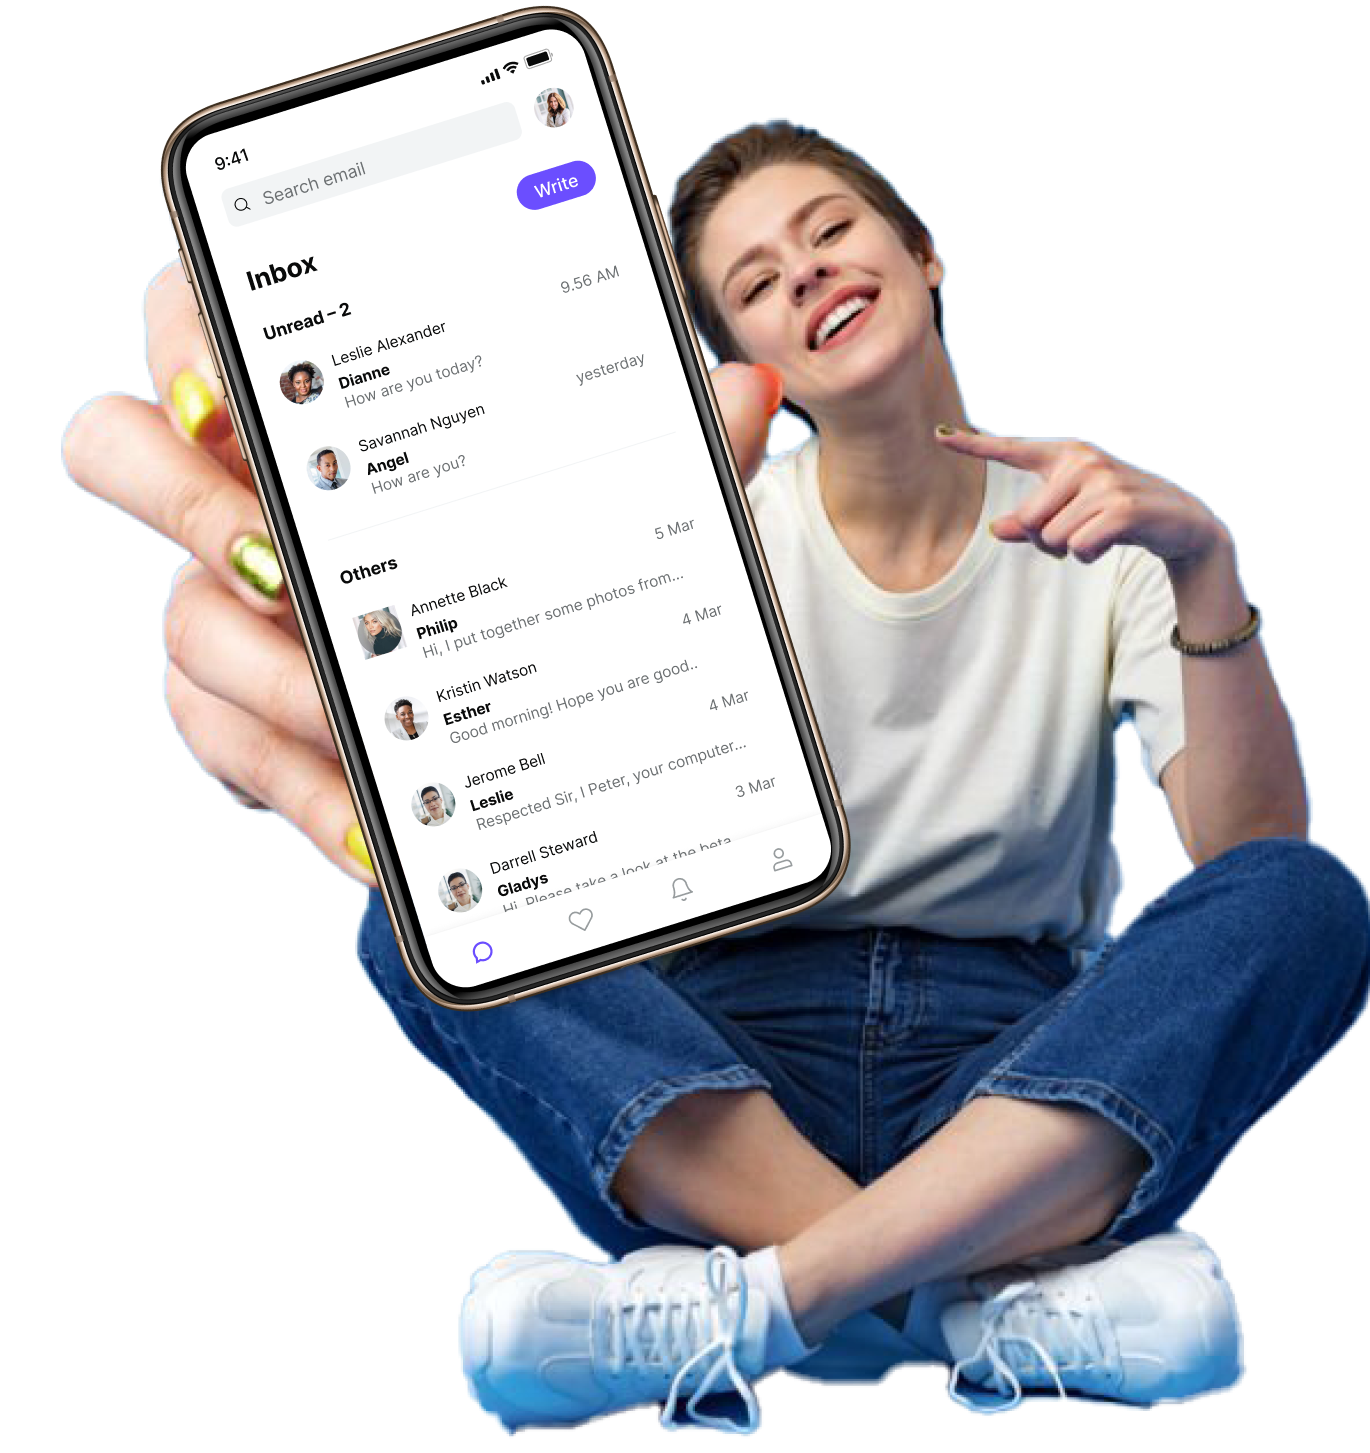 9:41
Search email
Write
Inbox
Unread – 2
9.56 AM
Leslie Alexander
Dianne
How are you today?
yesterday
Savannah Nguyen
Angel
How are you?
Others
5 Mar
Annette Black
Philip
Hi, I put together some photos from...
4 Mar
Kristin Watson
Esther
Good morning! Hope you are good..
4 Mar
Jerome Bell
Leslie
Respected Sir, I Peter, your computer...
3 Mar
Darrell Steward
Gladys
Hi, Please take a look at the beta